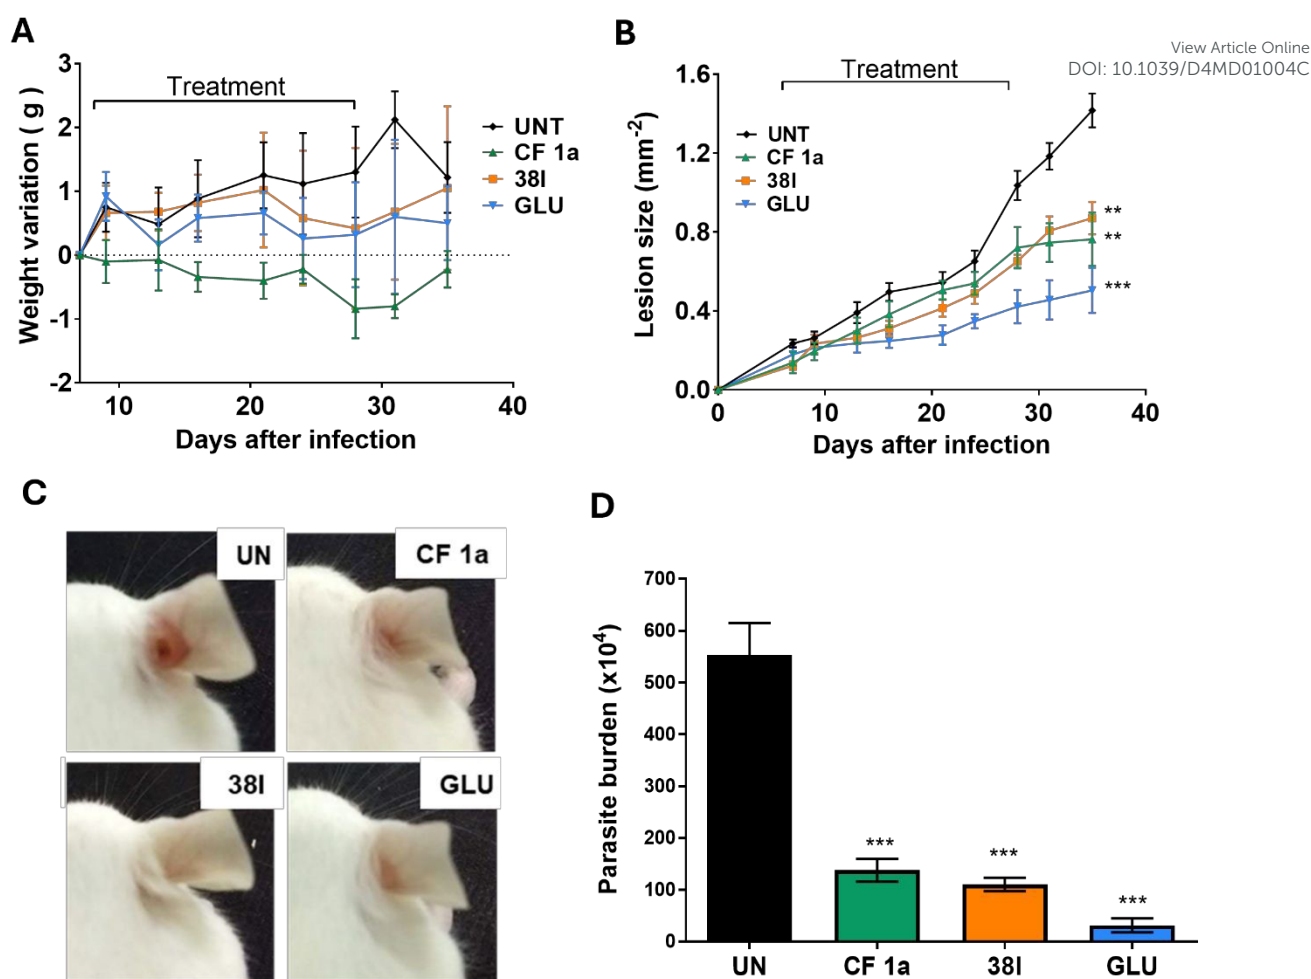 A
Weight variation ( g )
3
2
1
0
-1
-2
Treatment
UNT
CF 1a
38I
GLU
10
20
30
40
Days after infection
B
View Article Online
DOI: 10.1039/D4MD01004C
Lesion size (mm-2)
1.6
1.2
0.8
0.4
0.0
Treatment
UNT
CF 1a
38I
GLU
**
**
***
0
10
20
30
40
Days after infection
C
UN
CF 1a
38I
GLU
D
Parasite burden (x10⁴)
700
600
500
400
300
200
100
0
***
***
***
UN
CF 1a
38I
GLU